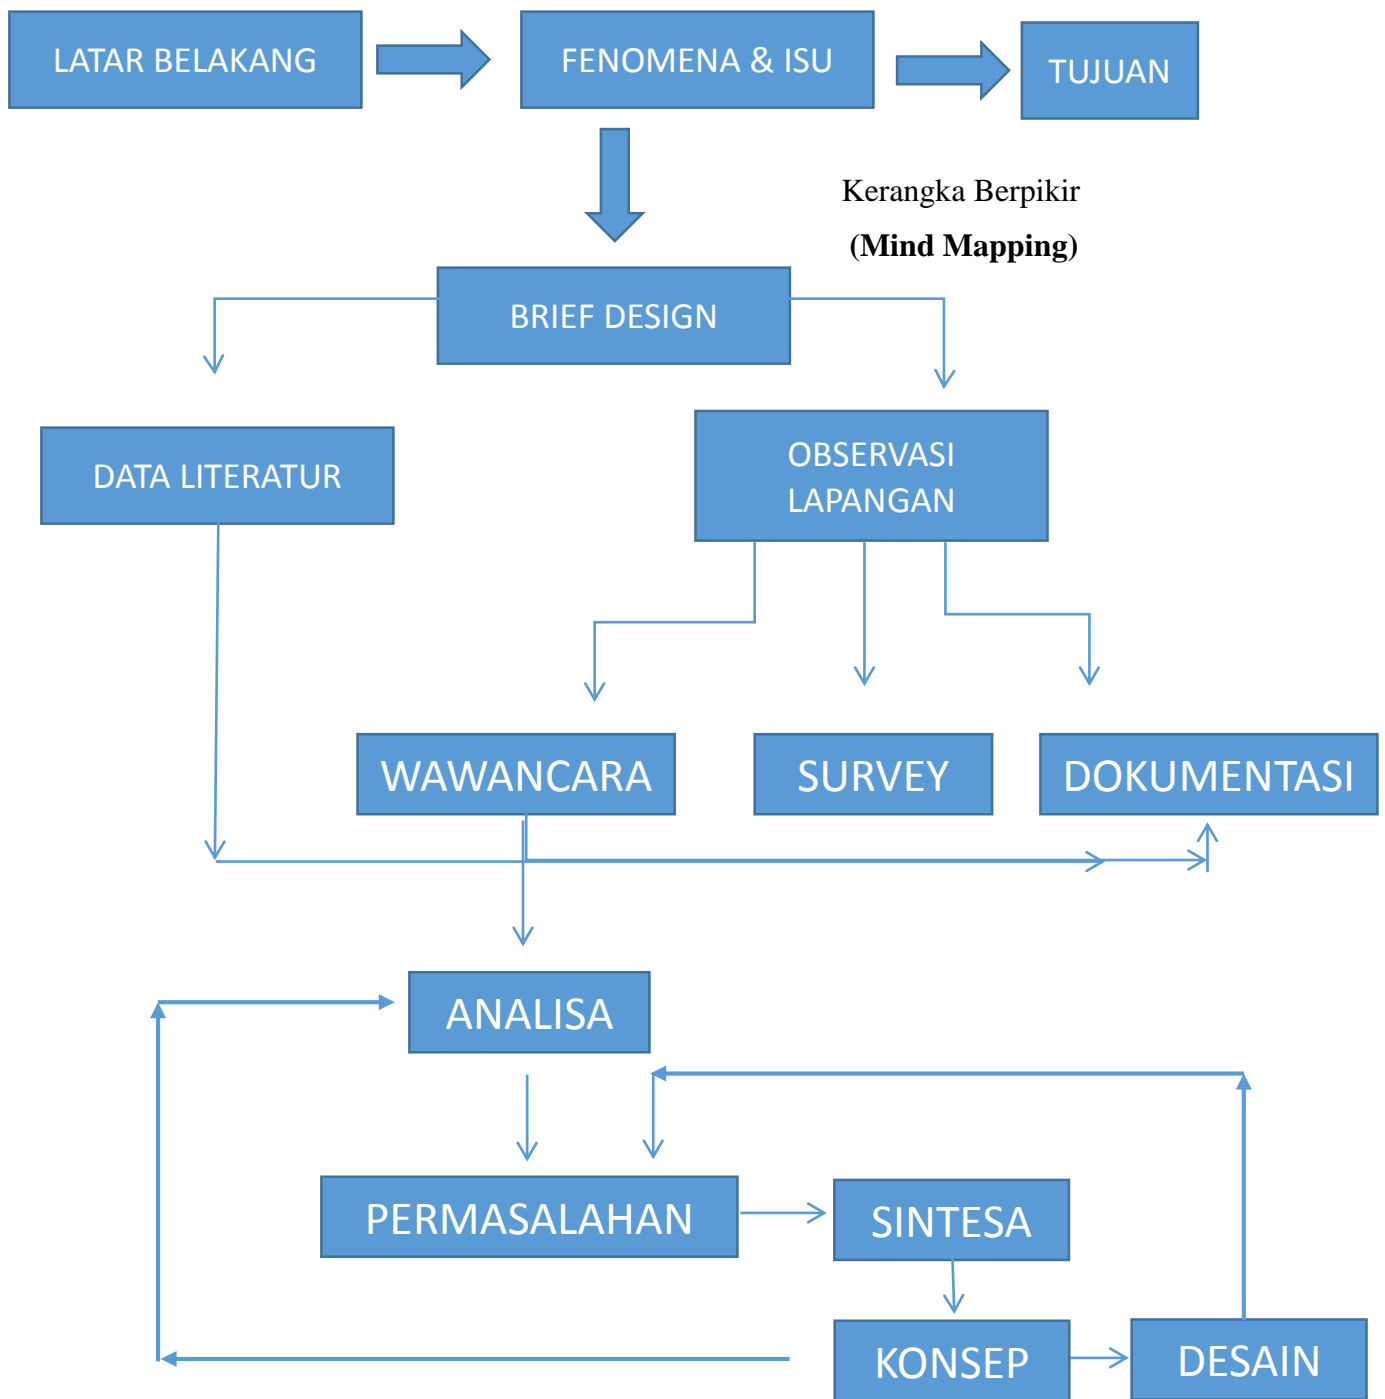 LATAR BELAKANG
FENOMENA & ISU
TUJUAN
Kerangka Berpikir
(Mind Mapping)
BRIEF DESIGN
DATA LITERATUR
OBSERVASI
LAPANGAN
WAWANCARA
SURVEY
DOKUMENTASI
ANALISA
PERMASALAHAN
SINTESA
KONSEP
DESAIN